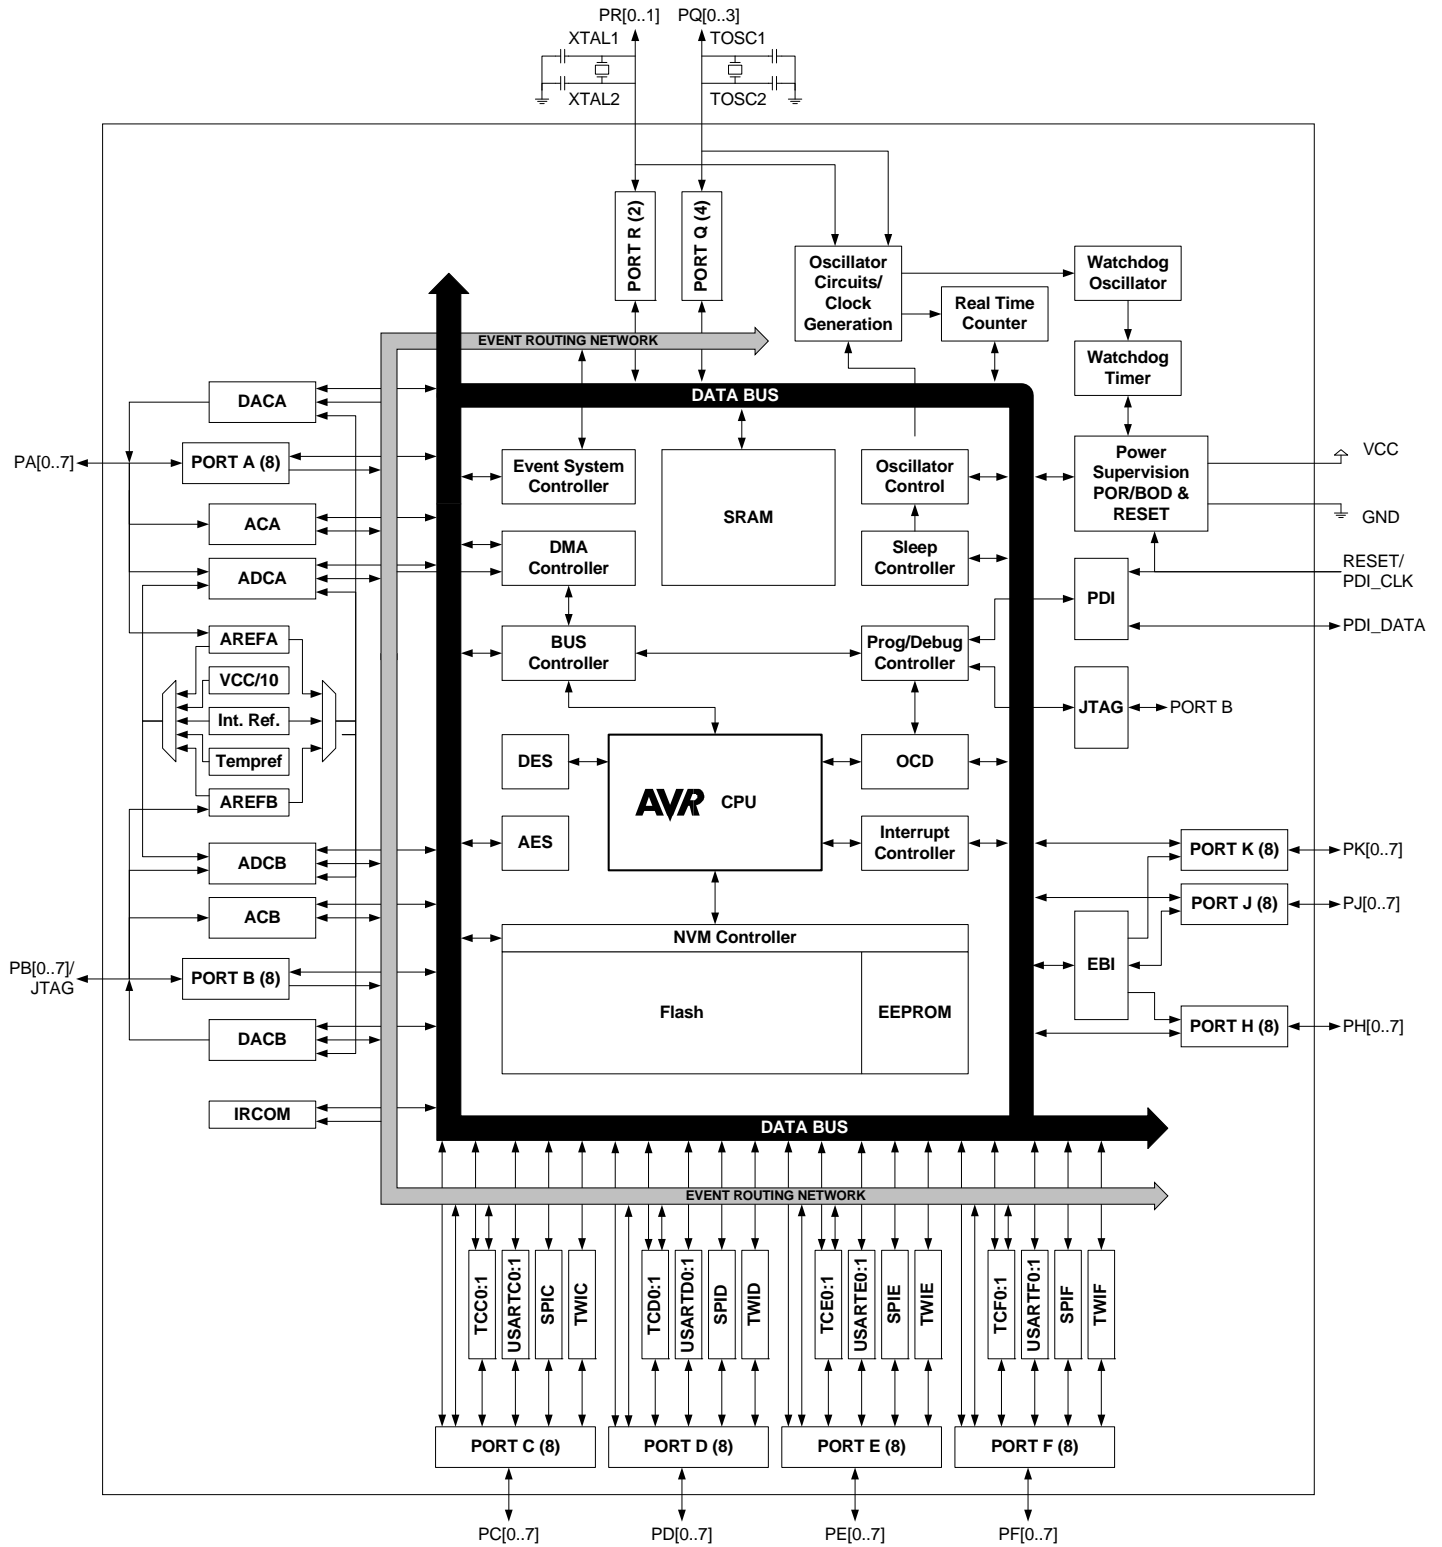 PR[0..1]
PQ[0..3]
XTAL1
TOSC1
XTAL2
TOSC2
PORT R (2)
PORT Q (4)
Oscillator
Circuits/
Clock
Generation
Watchdog
Oscillator
Real Time
Counter
Watchdog
Timer
EVENT ROUTING NETWORK
DATA BUS
DACA
PA[0..7]
PORT A (8)
ACA
ADCA
AREFA
VCC/10
Int. Ref.
Tempref
AREFB
ADCB
ACB
PB[0..7]/
JTAG
PORT B (8)
DACB
IRCOM
Event System
Controller
SRAM
Oscillator
Control
DMA
Controller
Sleep
Controller
BUS
Controller
Prog/Debug
Controller
DES
AVR
CPU
OCD
AES
Interrupt
Controller
NVM Controller
Flash
EEPROM
Power
Supervision
POR/BOD &
RESET
VCC
GND
RESET/
PDI_CLK
PDI
PDI_DATA
JTAG
PORT B
PORT K (8)
PK[0..7]
PORT J (8)
PJ[0..7]
EBI
PORT H (8)
PH[0..7]
DATA BUS
EVENT ROUTING NETWORK
TCC0:1
USARTC0:1
SPIC
TWIC
TCD0:1
USARTD0:1
SPID
TWID
TCE0:1
USARTE0:1
SPIE
TWIE
TCF0:1
USARTF0:1
SPIF
TWIF
PORT C (8)
PORT D (8)
PORT E (8)
PORT F (8)
PC[0..7]
PD[0..7]
PE[0..7]
PF[0..7]